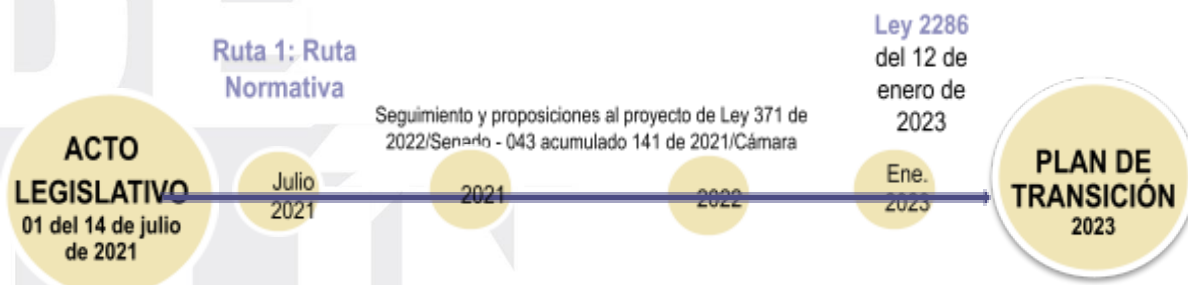 Ruta 1: Ruta
Normativa
Ley 2286
del 12 de
enero de
2023
Seguimiento y proposiciones al proyecto de Ley 371 de
2022/Senado - 043 acumulado 141 de 2021/Cámara
ACTO
LEGISLATIVO
01 del 14 de julio
de 2021
Julio
2021
2021
2022
Ene.
2023
PLAN DE
TRANSICIÓN
2023